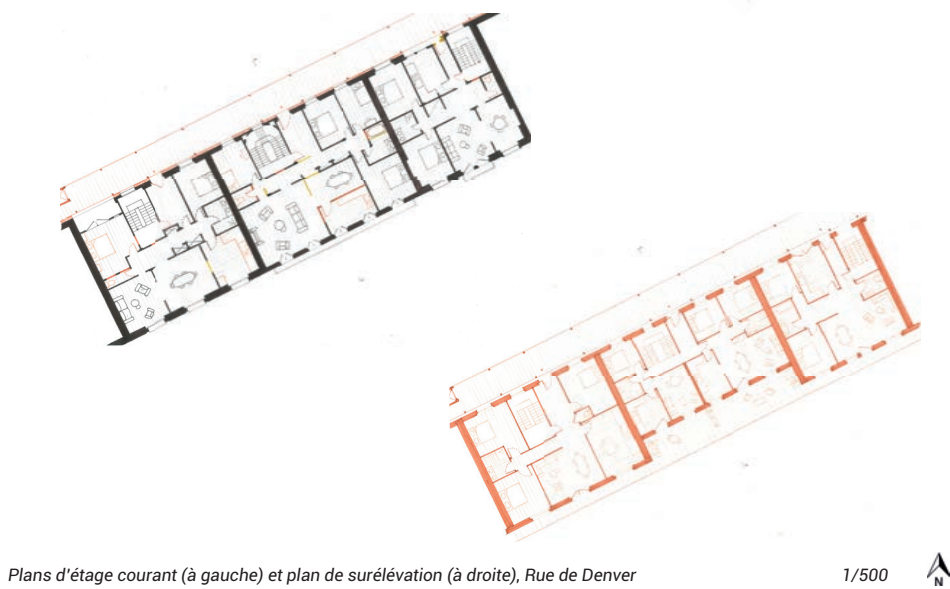 Plans d'étage courant (à gauche) et plan de surélévation (à droite), Rue de Denver 1/500
N